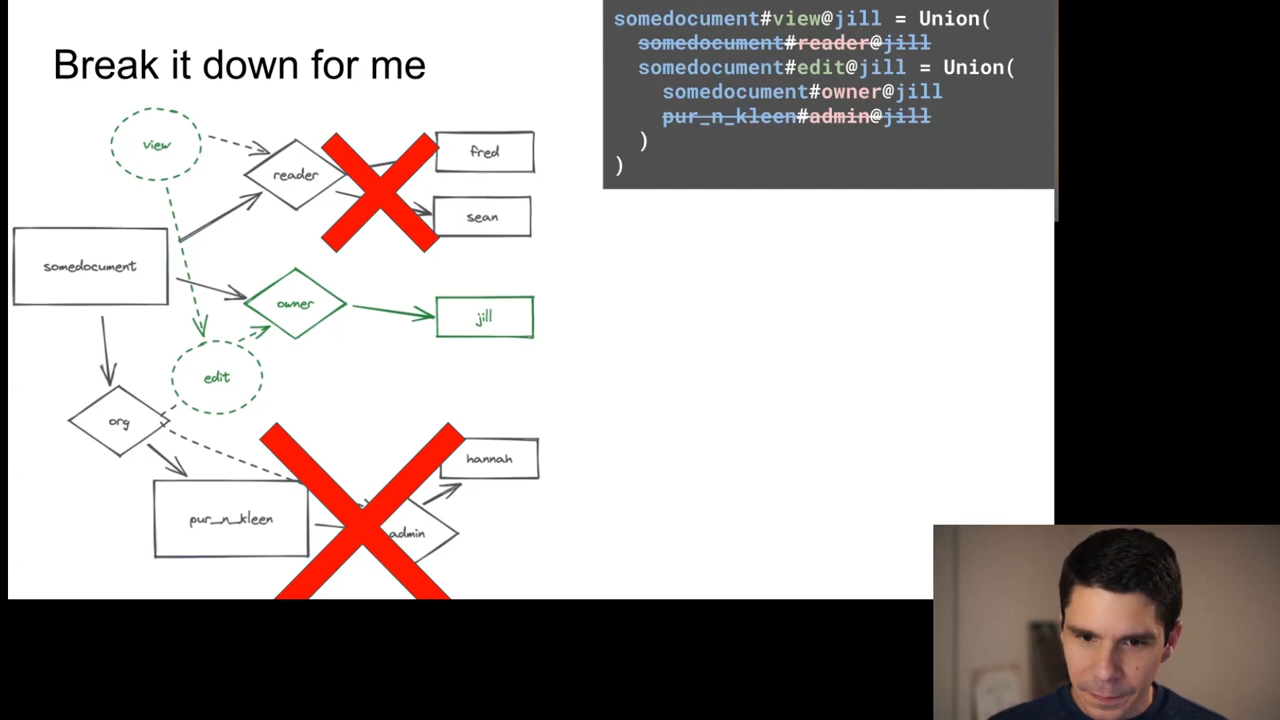 Break it down for me
view
reader
fred
sean
somedocument
owner
jill
edit
org
hannah
pur_n_kleen
admin
somedocument#view@jill = Union(
somedocument#reader@jill
somedocument#edit@jill = Union(
somedocument#owner@jill
pur_n_kleen#admin@jill
)
)